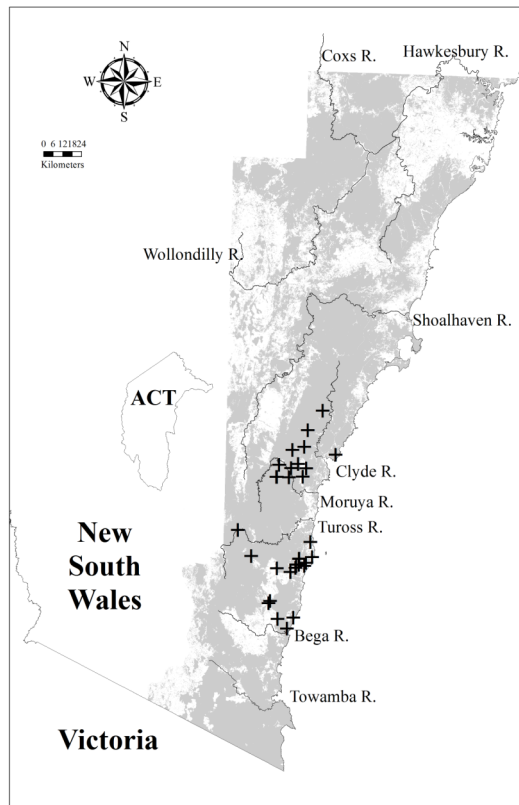 Coxs R.
Hawkesbury R.
N
W E
S
0 6 121824
Kilometers
Wollondilly R.
Shoalhaven R.
ACT
Clyde R.
Moruya R.
Tuross R.
New
South
Wales
Bega R.
Towamba R.
Victoria